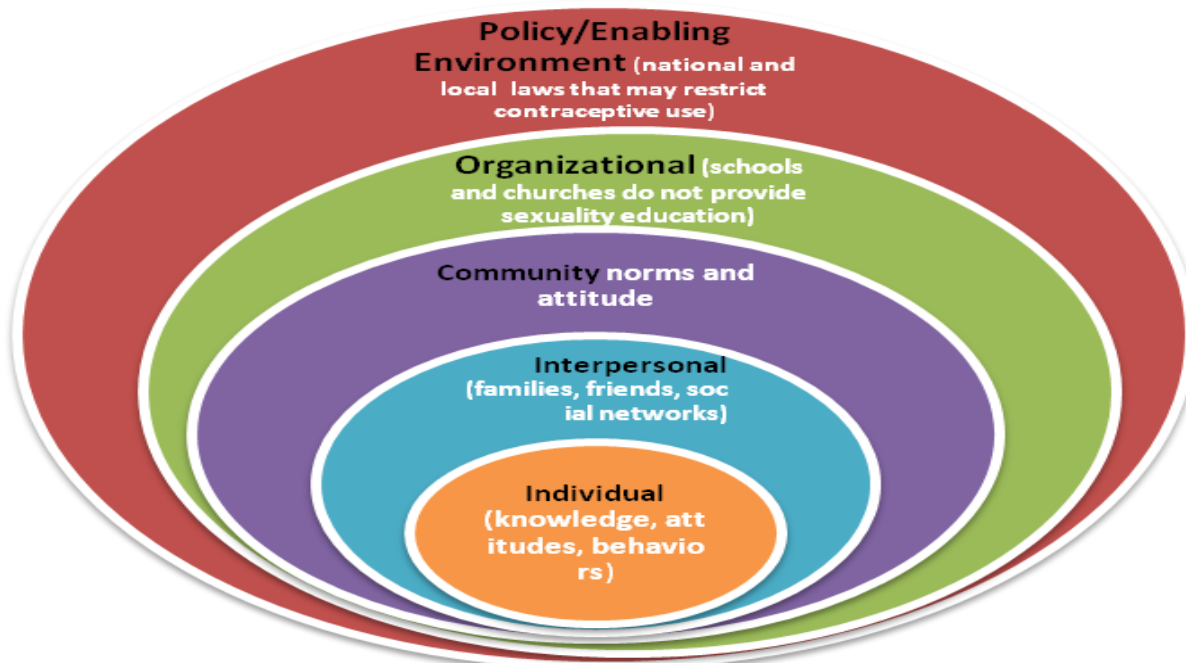 Policy/Enabling
Environment (national and
local laws that may restrict
contraceptive use)
Organizational (schools
and churches do not provide
sexuality education)
Community norms and
attitude
Interpersonal
(families, friends, soc
ial networks)
Individual
(knowledge, att
itudes, behavio
rs)